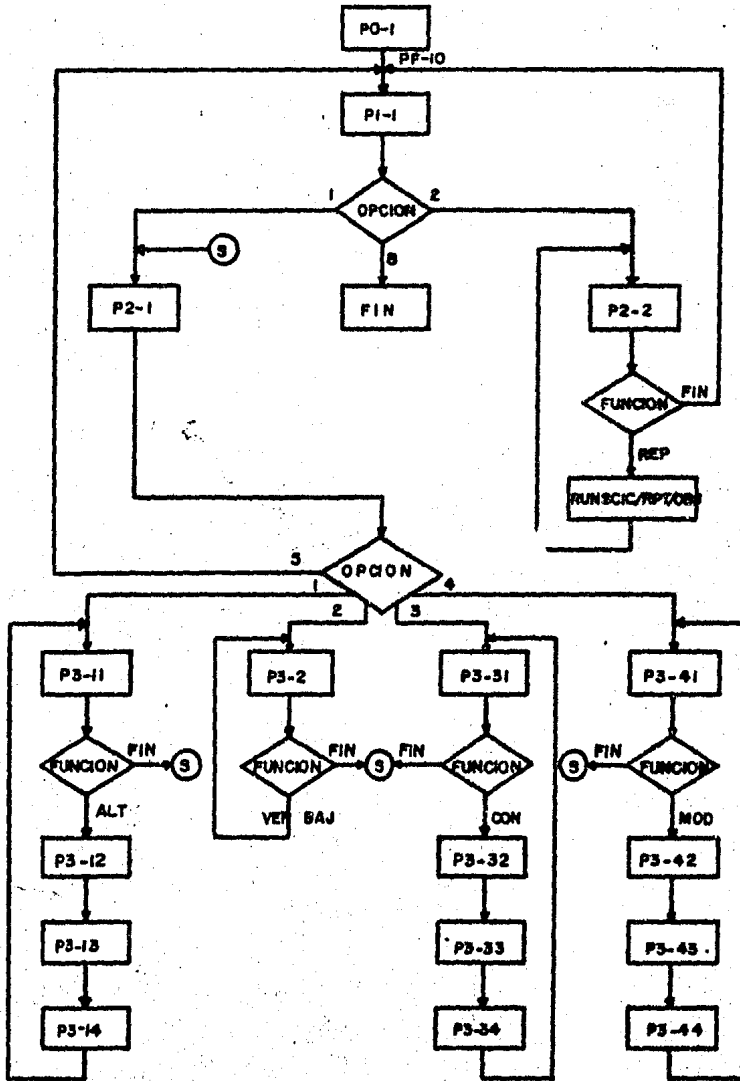 PO-1
PF-10
P1-1
1 OPCION 2
8
S
P2-1
FIN
P2-2
FUNCION FIN
REP
RUNSCIC/RPT/OBJ
5 OPCION
1 2 3 4
P3-11 P3-2 P3-31 P3-41
FUNCION FIN S FUNCION FIN S FIN FUNCION S FIN FUNCION
ALT VER BAJ CON MOD
P3-12 P3-32 P3-42
P3-13 P3-33 P3-43
P3-14 P3-34 P3-44